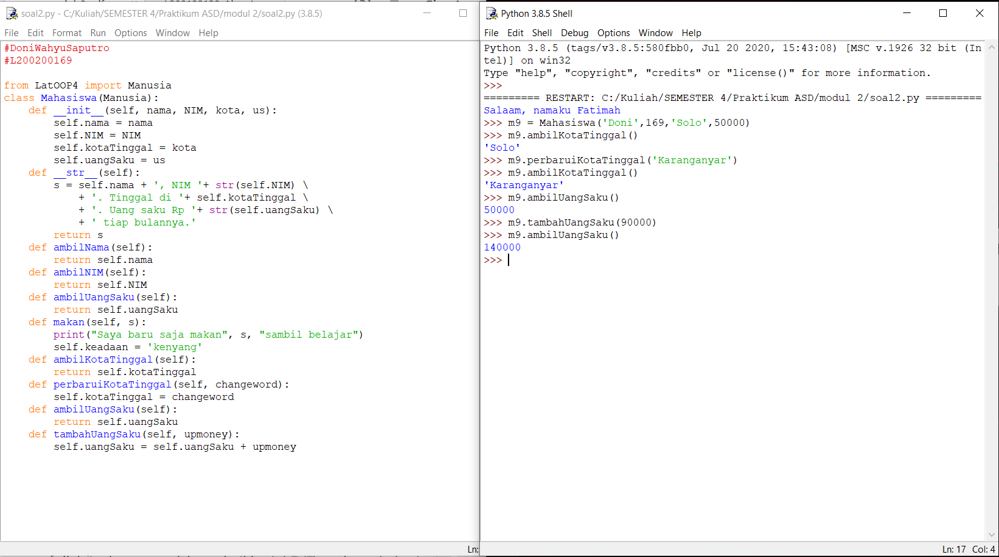 soal2.py - C:/Kuliah/SEMESTER 4/Praktikum ASD/modul 2/soal2.py (3.8.5)
File Edit Format Run Options Window Help
#DoniWahyuSaputro
#L200200169
from LatOOP4 import Manusia
class Mahasiswa(Manusia):
    def __init__(self, nama, NIM, kota, us):
        self.nama = nama
        self.NIM = NIM
        self.kotaTinggal = kota
        self.uangSaku = us
    def __str__(self):
        s = self.nama + ', NIM '+ str(self.NIM) \
            + '. Tinggal di '+ self.kotaTinggal \
            + '. Uang saku Rp '+ str(self.uangSaku) \
            + ' tiap bulannya.'
        return s
    def ambilNama(self):
        return self.nama
    def ambilNIM(self):
        return self.NIM
    def ambilUangSaku(self):
        return self.uangSaku
    def makan(self, s):
        print("Saya baru saja makan", s, "sambil belajar")
        self.keadaan = 'kenyang'
    def ambilKotaTinggal(self):
        return self.kotaTinggal
    def perbaruiKotaTinggal(self, changeword):
        self.kotaTinggal = changeword
    def ambilUangSaku(self):
        return self.uangSaku
    def tambahUangSaku(self, upmoney):
        self.uangSaku = self.uangSaku + upmoney
Ln:
Python 3.8.5 Shell
File Edit Shell Debug Options Window Help
Python 3.8.5 (tags/v3.8.5:580fbb0, Jul 20 2020, 15:43:08) [MSC v.1926 32 bit (In
tel)] on win32
Type "help", "copyright", "credits" or "license()" for more information.
>>>
========= RESTART: C:/Kuliah/SEMESTER 4/Praktikum ASD/modul 2/soal2.py =========
Salaam, namaku Fatimah
>>> m9 = Mahasiswa('Doni',169,'Solo',50000)
>>> m9.ambilKotaTinggal()
'Solo'
>>> m9.perbaruiKotaTinggal('Karanganyar')
>>> m9.ambilKotaTinggal()
'Karanganyar'
>>> m9.ambilUangSaku()
50000
>>> m9.tambahUangSaku(90000)
>>> m9.ambilUangSaku()
140000
>>>
Ln: 17 Col: 4